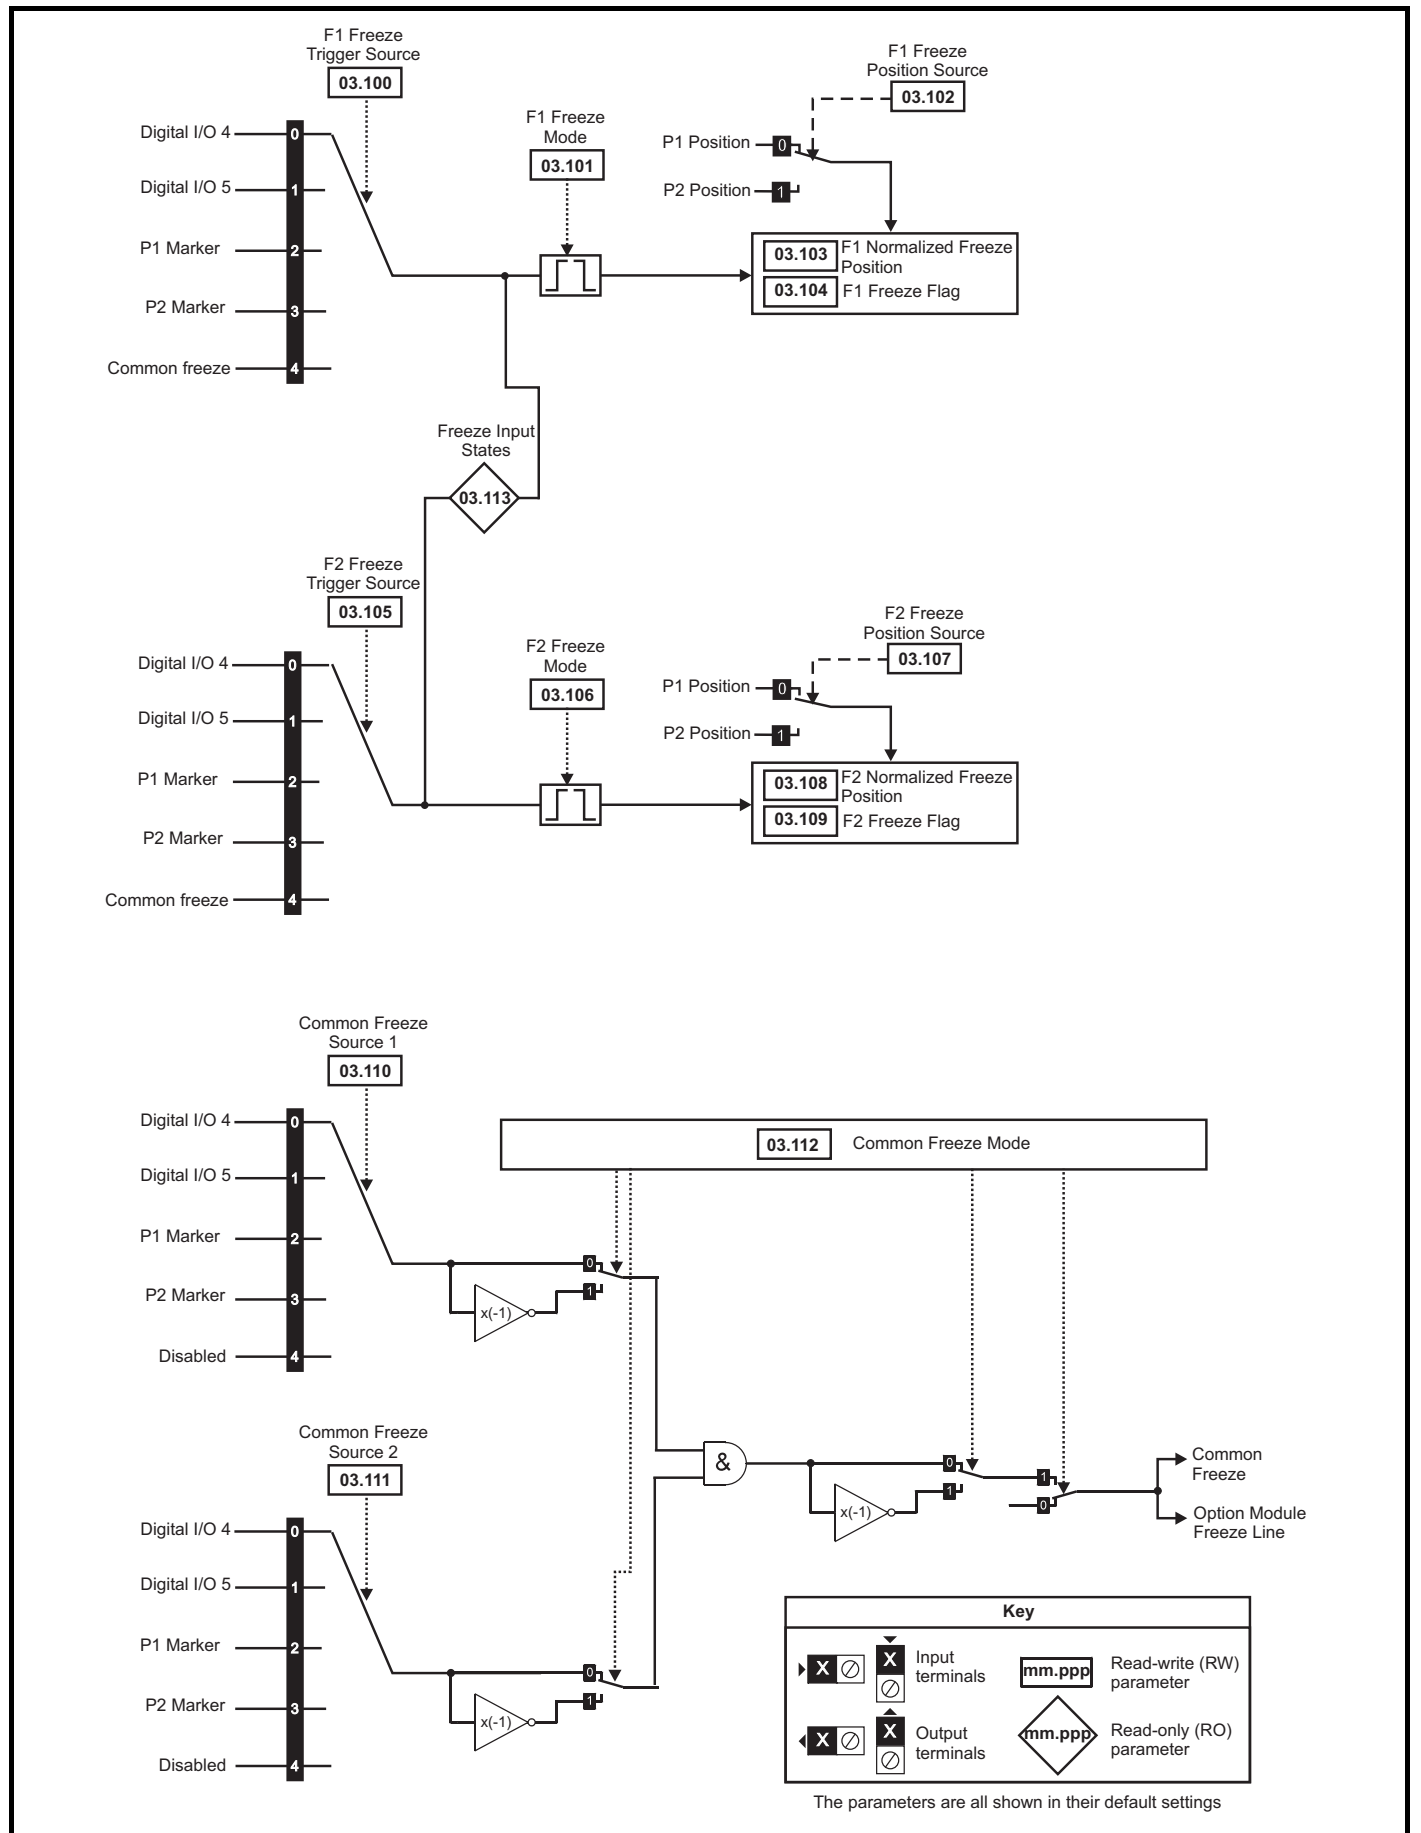 F1 Freeze
Trigger Source
03.100
Digital I/O 4
0
Digital I/O 5
1
P1 Marker
2
P2 Marker
3
Common freeze
4
F1 Freeze
Mode
03.101
F1 Freeze
Position Source
03.102
P1 Position
0
P2 Position
1
03.103 F1 Normalized Freeze
Position
03.104 F1 Freeze Flag
Freeze Input
States
03.113
F2 Freeze
Trigger Source
03.105
Digital I/O 4
0
Digital I/O 5
1
P1 Marker
2
P2 Marker
3
Common freeze
4
F2 Freeze
Mode
03.106
F2 Freeze
Position Source
03.107
P1 Position
0
P2 Position
1
03.108 F2 Normalized Freeze
Position
03.109 F2 Freeze Flag
Common Freeze
Source 1
03.110
Digital I/O 4
0
Digital I/O 5
1
P1 Marker
2
P2 Marker
3
Disabled
4
03.112 Common Freeze Mode
0
1
x(-1)
Common Freeze
Source 2
03.111
Digital I/O 4
0
Digital I/O 5
1
P1 Marker
2
P2 Marker
3
Disabled
4
0
1
x(-1)
&
0
1
x(-1)
1
0
Common
Freeze
Option Module
Freeze Line
Key
X
X
Input
terminals
mm.ppp
Read-write (RW)
parameter
X
X
Output
terminals
mm.ppp
Read-only (RO)
parameter
The parameters are all shown in their default settings